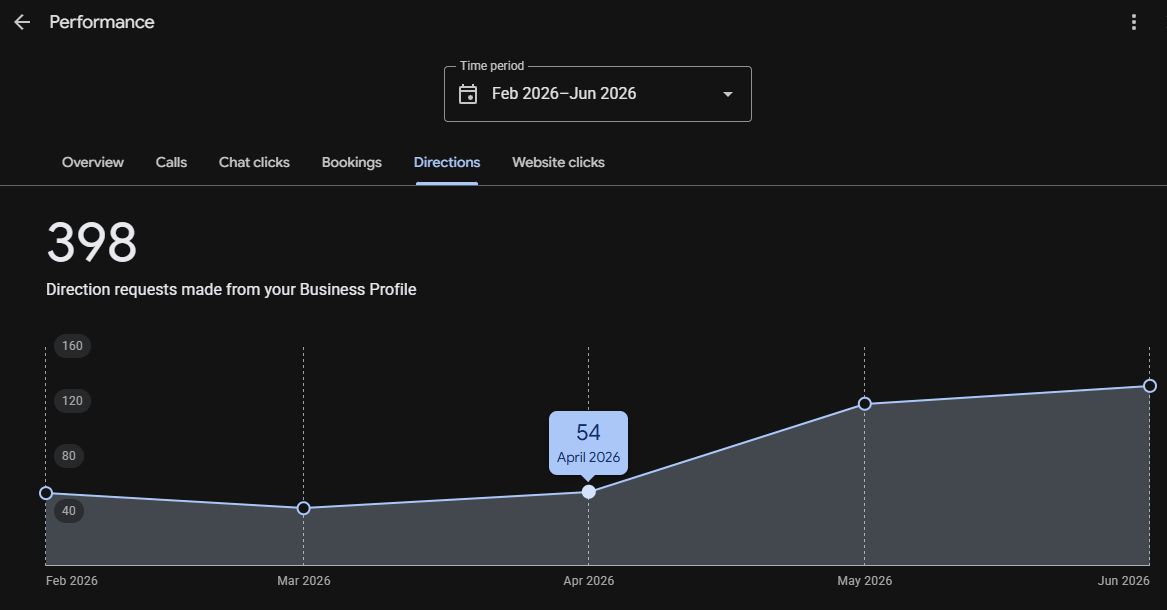 Performance
Time period
Feb 2026–Jun 2026
Overview Calls Chat clicks Bookings Directions Website clicks
398
Direction requests made from your Business Profile
160
120
80
40
54
April 2026
Feb 2026 Mar 2026 Apr 2026 May 2026 Jun 2026